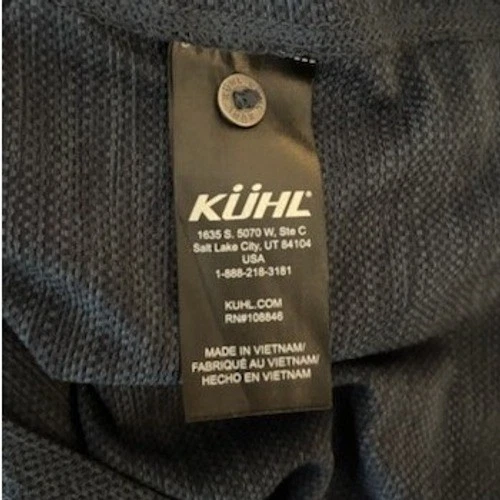 KÜHL
KÜHL®
1635 S. 5070 W, Ste C
Salt Lake City, UT 84104
USA
1-888-218-3181
KUHL.COM
RN#108846
MADE IN VIETNAM/
FABRIQUÉ AU VIETNAM/
HECHO EN VIETNAM